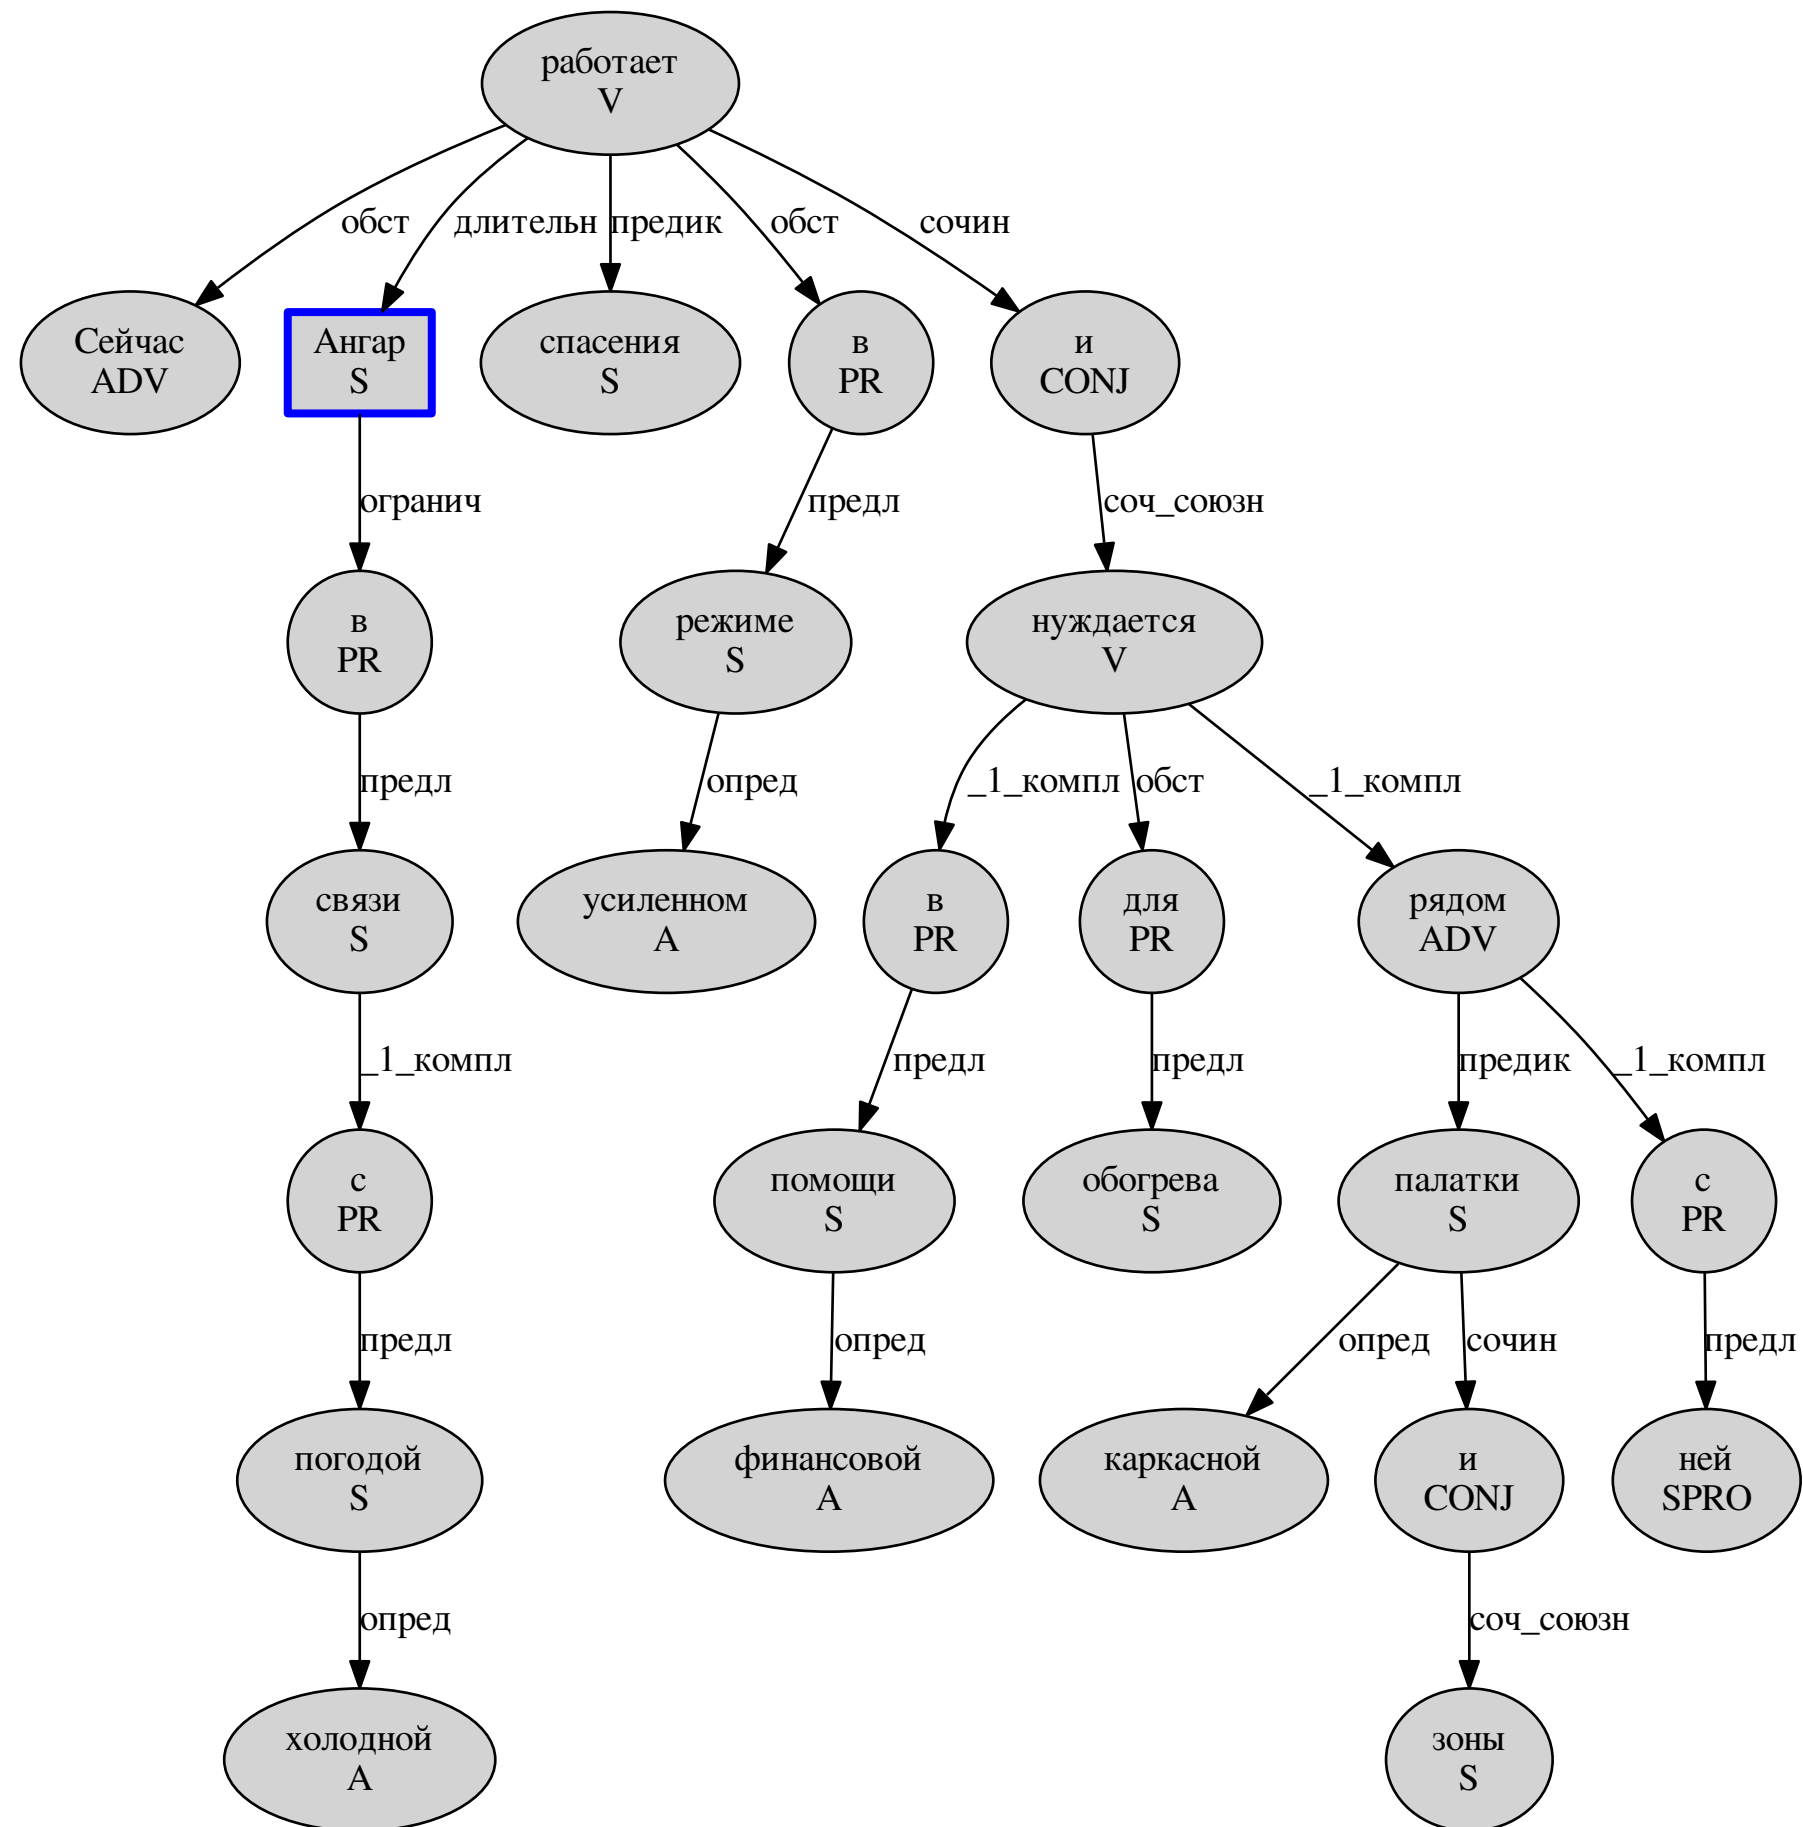 работает
V
обст
длительн
предик
обст
сочин
Сейчас
ADV
Ангар
S
спасения
S
в
PR
и
CONJ
огранич
предл
соч_союзн
в
PR
режиме
S
нуждается
V
предл
опред
_1_компл
обст
_1_компл
связи
S
усиленном
A
в
PR
для
PR
рядом
ADV
_1_компл
предл
предл
предик
_1_компл
с
PR
помощи
S
обогрева
S
палатки
S
с
PR
предл
опред
опред
сочин
предл
погодой
S
финансовой
A
каркасной
A
и
CONJ
ней
SPRO
опред
соч_союзн
холодной
A
зоны
S